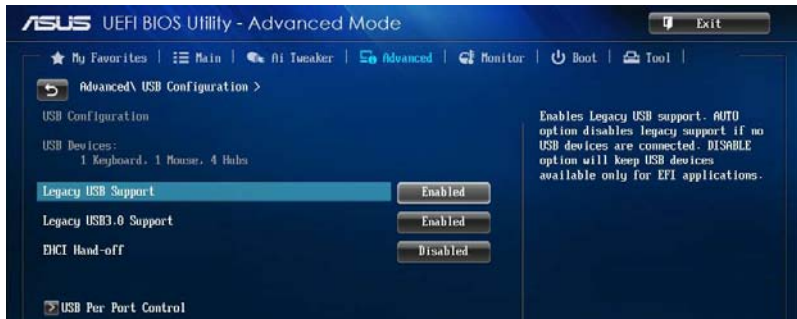 ASUS UEFI BIOS Utility - Advanced Mode
Exit
My Favorites | Main | Ai Tweaker | Advanced | Monitor | Boot | Tool |
Advanced\ USB Configuration >
USB Configuration
USB Devices:
1 Keyboard, 1 Mouse, 4 Hubs
Legacy USB Support Enabled
Legacy USB3.0 Support Enabled
EHCI Hand-off Disabled
USB Per Port Control
Enables Legacy USB support. AUTO
option disables legacy support if no
USB devices are connected. DISABLE
option will keep USB devices
available only for EFI applications.